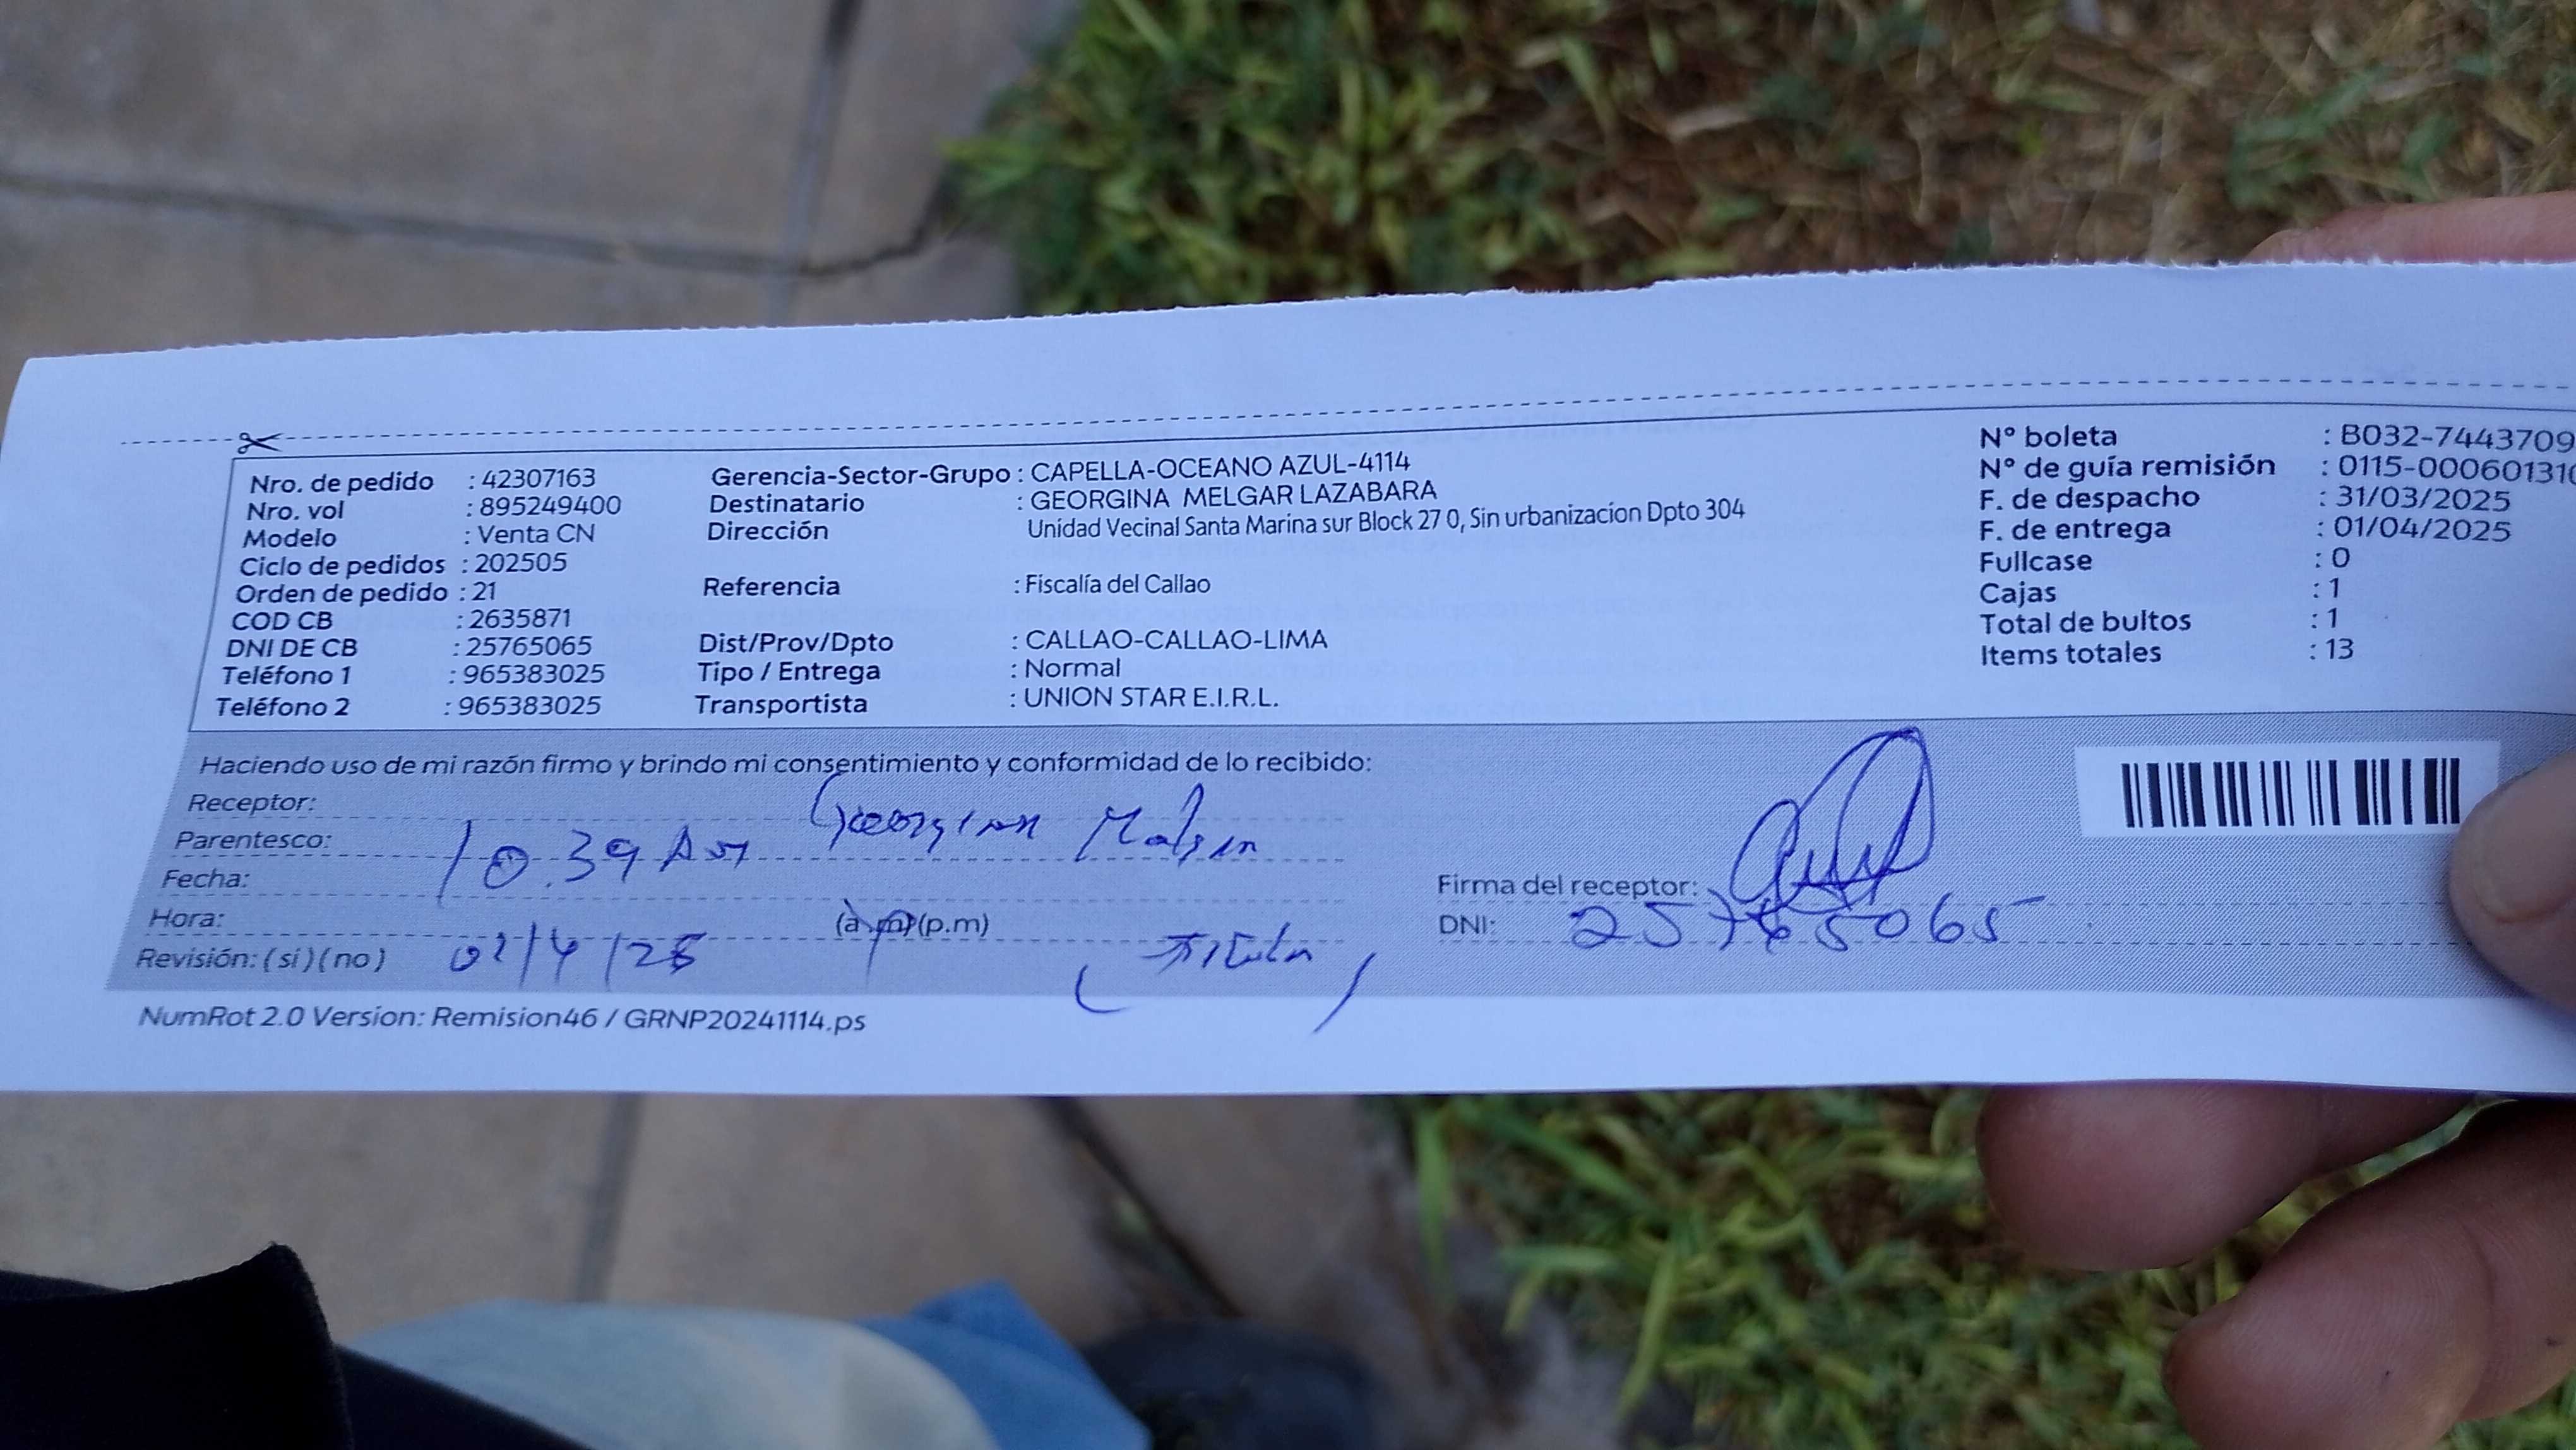 Nro. de pedido : 42307163
Nro. vol : 895249400
Modelo : Venta CN
Ciclo de pedidos : 202505
Orden de pedido : 21
COD CB : 2635871
DNI DE CB : 25765065
Teléfono 1 : 965383025
Teléfono 2 : 965383025
Gerencia-Sector-Grupo : CAPELLA-OCEANO AZUL-4114
Destinatario : GEORGINA MELGAR LAZABARA
Dirección Unidad Vecinal Santa Marina sur Block 27 0, Sin urbanizacion Dpto 304
Referencia : Fiscalía del Callao
Dist/Prov/Dpto : CALLAO-CALLAO-LIMA
Tipo / Entrega : Normal
Transportista : UNION STAR E.I.R.L.
N° boleta : B032-7443709
N° de guía remisión : 0115-000601310
F. de despacho : 31/03/2025
F. de entrega : 01/04/2025
Fullcase : 0
Cajas : 1
Total de bultos : 1
Items totales : 13
Haciendo uso de mi razón firmo y brindo mi consentimiento y conformidad de lo recibido:
Receptor:
Parentesco: 10.39 Am
Fecha:
Hora: (a.m)(p.m)
Revisión: (si) (no)
Firma del receptor:
DNI: 25765065
NumRot 2.0 Version: Remision46 / GRNP20241114.ps